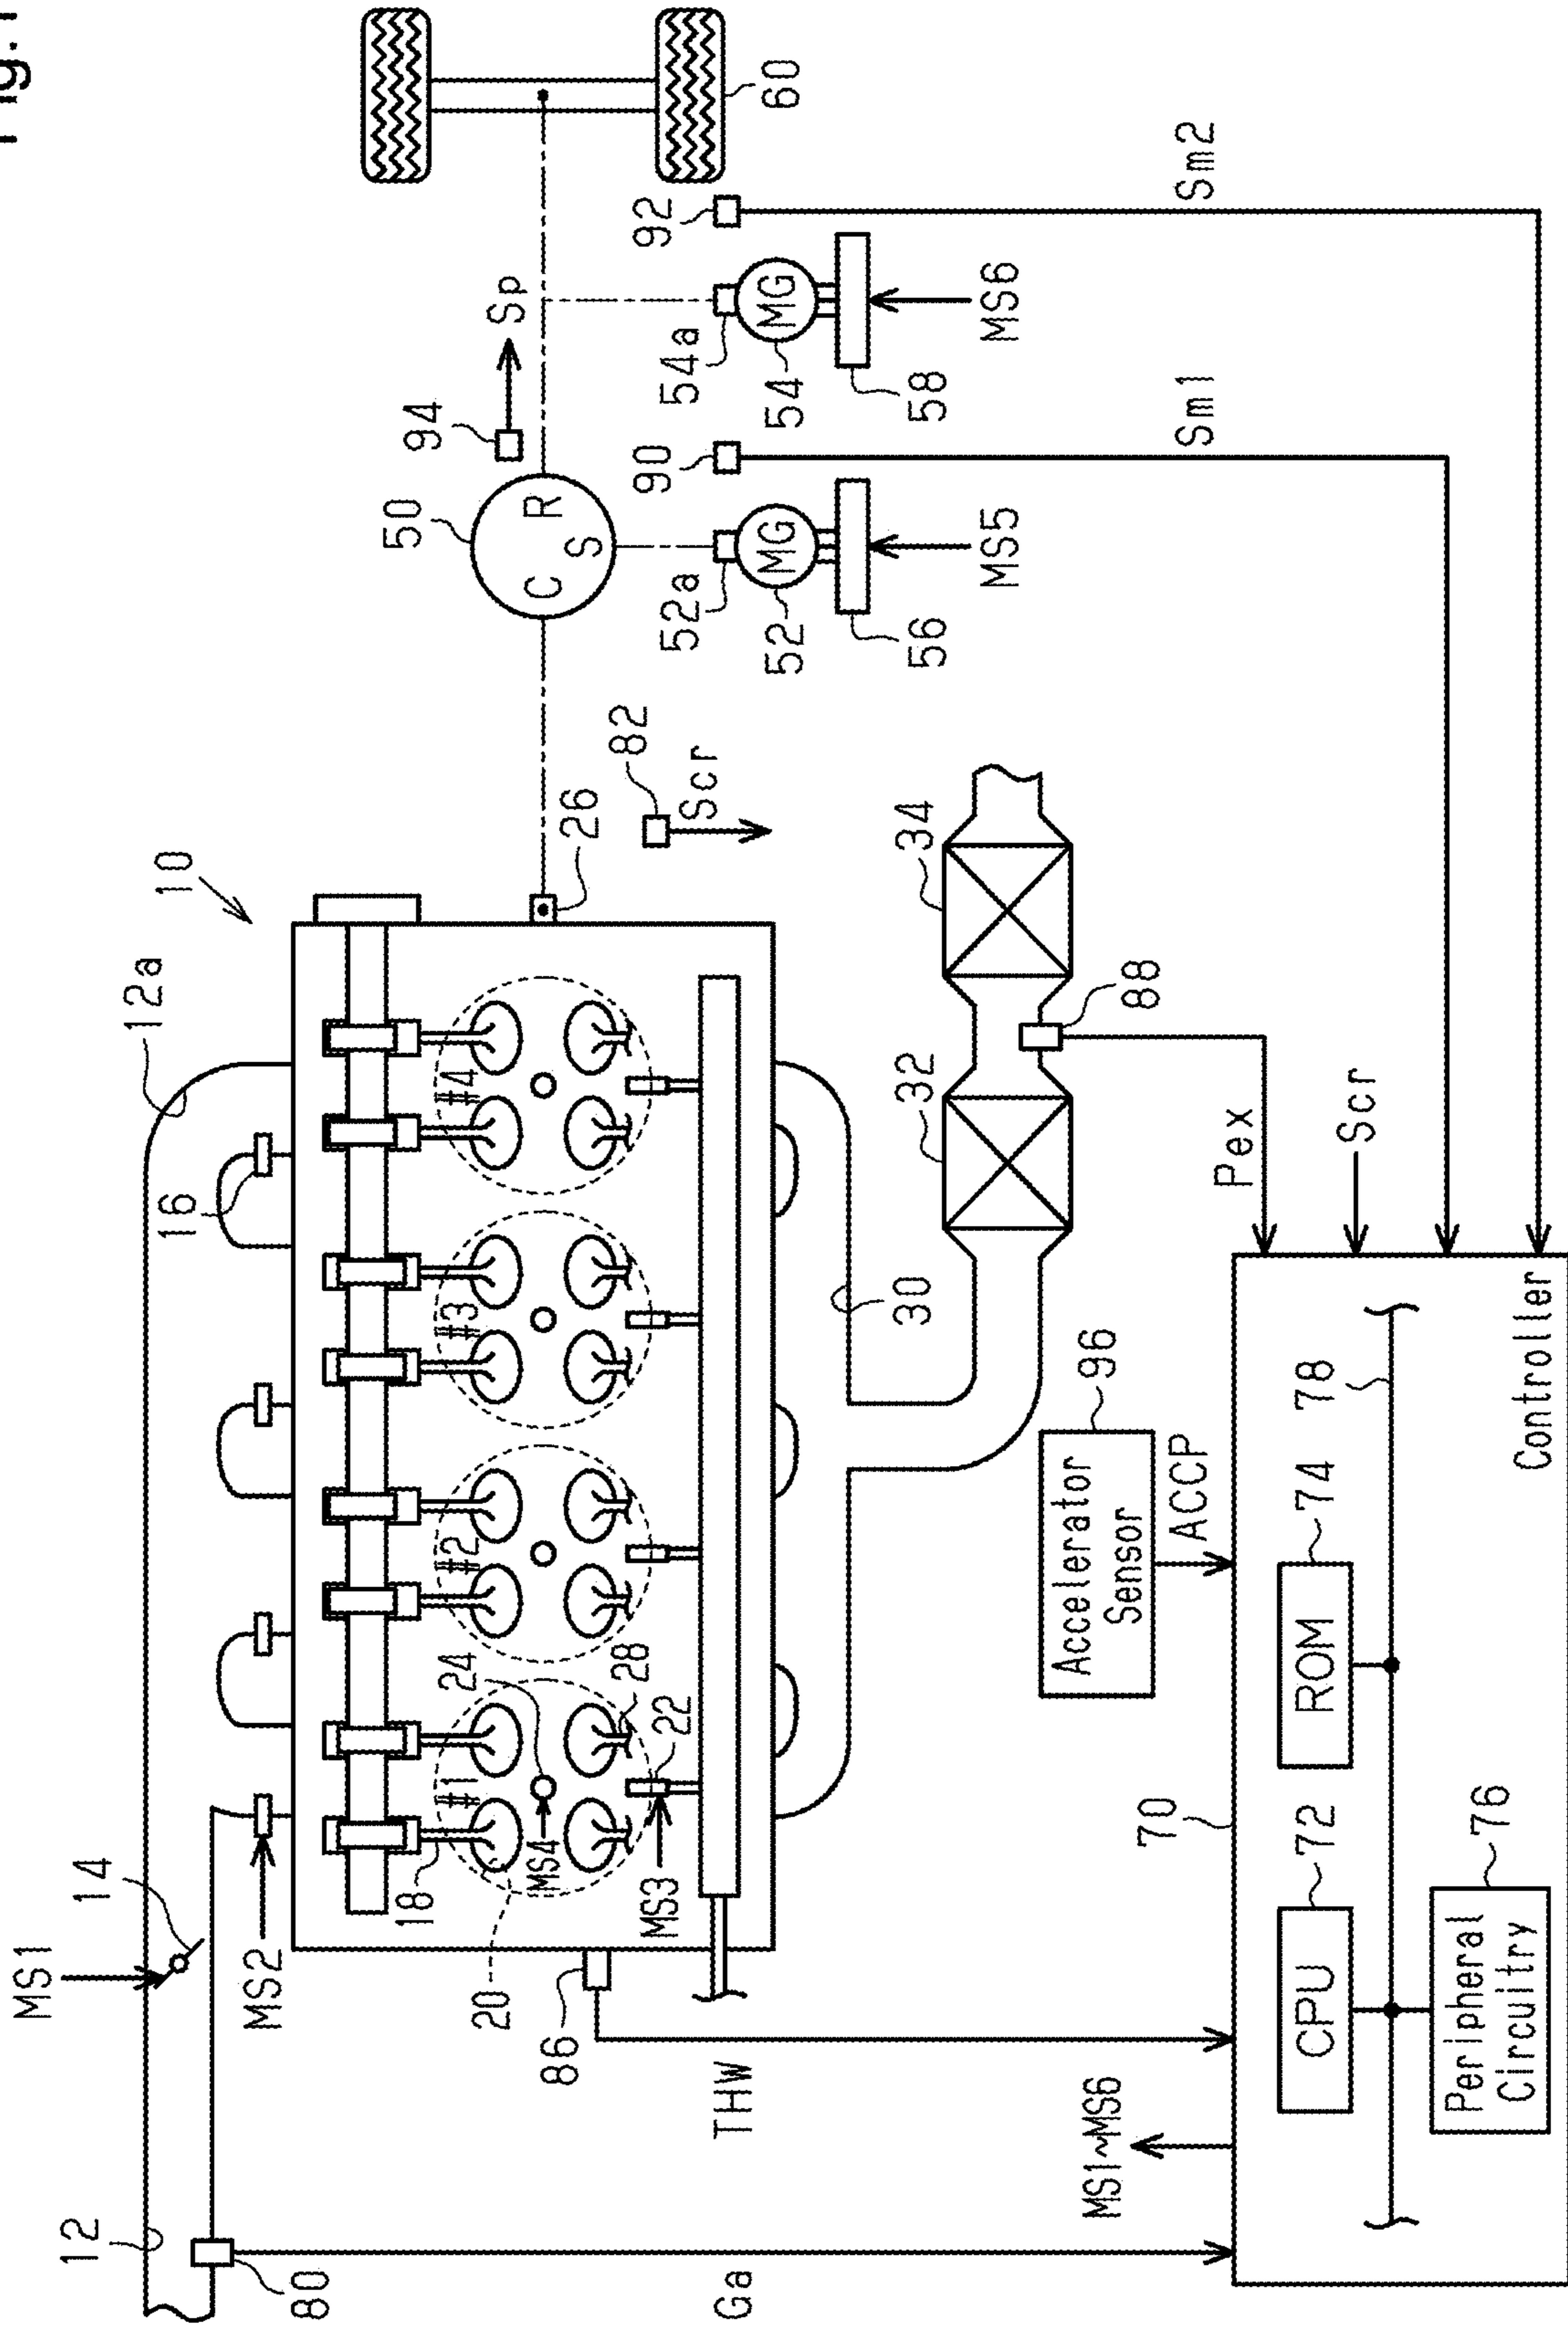 Fig.1
MS1
14
12
12a
10
16
MS2
80
Ga
18
20
#1
#2
#3
#4
24
MS4
28
22
MS3
86
THW
26
82
Scr
50
C
R
S
94
Sp
60
52a
MG
52
56
MS5
90
Sm1
54a
MG
54
58
MS6
92
Sm2
30
32
34
88
Pex
Scr
Accelerator
Sensor
96
ACCP
MS1~MS6
70
CPU
72
ROM
74
Peripheral
Circuitry
76
78
Controller